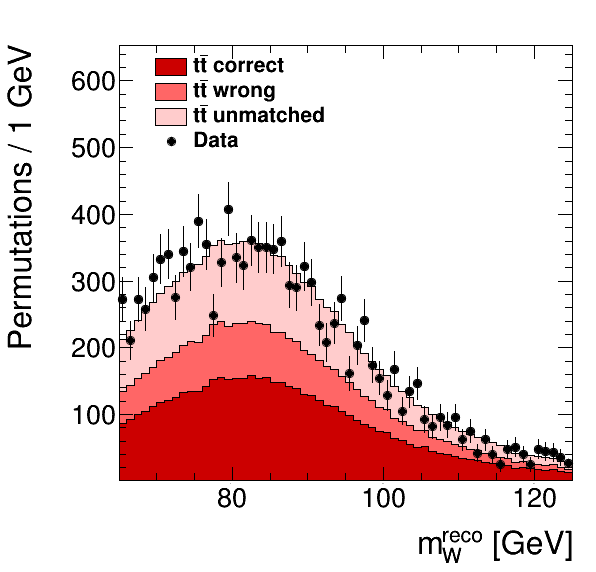 Permutations / 1 GeV
600
500
400
300
200
100
tt̄ correct
tt̄ wrong
tt̄ unmatched
Data
80 100 120
m_W^reco [GeV]